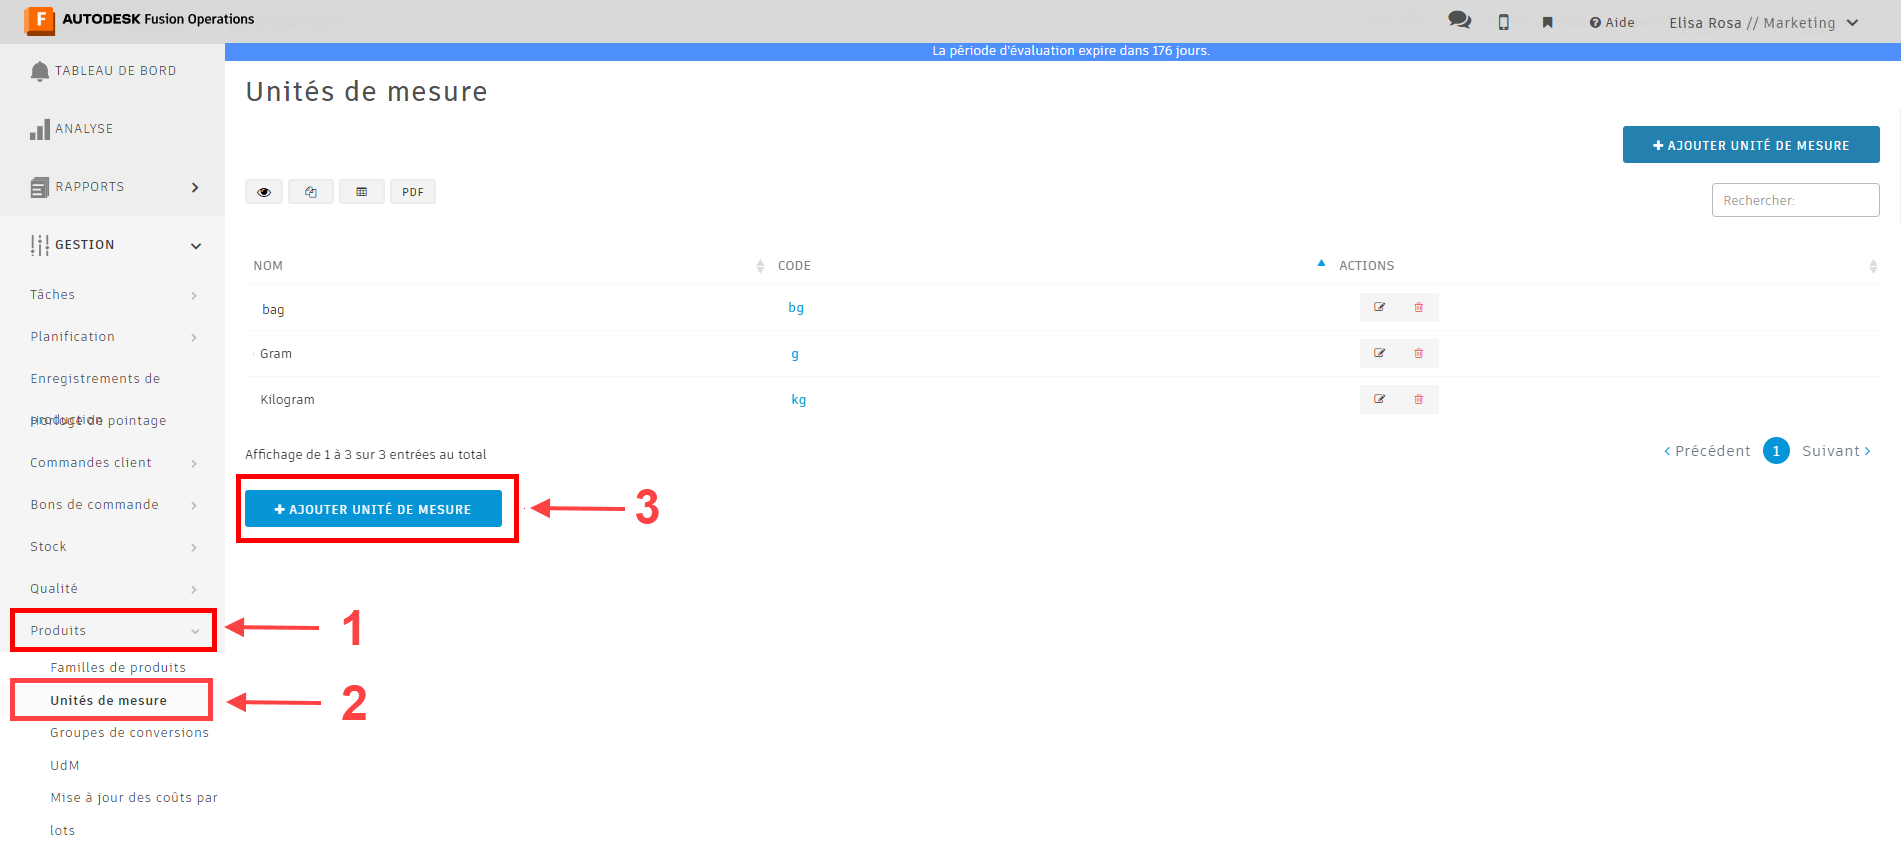 F AUTODESK Fusion Operations
Aide
Elisa Rosa // Marketing
La période d'évaluation expire dans 176 jours.
TABLEAU DE BORD
ANALYSE
RAPPORTS
GESTION
Tâches
Planification
Enregistrements de
production
Horloge de pointage
Commandes client
Bons de commande
Stock
Qualité
Produits
1
Familles de produits
Unités de mesure
2
Groupes de conversions
UdM
Mise à jour des coûts par
lots
Unités de mesure
+ AJOUTER UNITÉ DE MESURE
PDF
Rechercher:
NOM CODE ACTIONS
bag bg
Gram g
Kilogram kg
Affichage de 1 à 3 sur 3 entrées au total
‹ Précédent 1 Suivant ›
+ AJOUTER UNITÉ DE MESURE
3